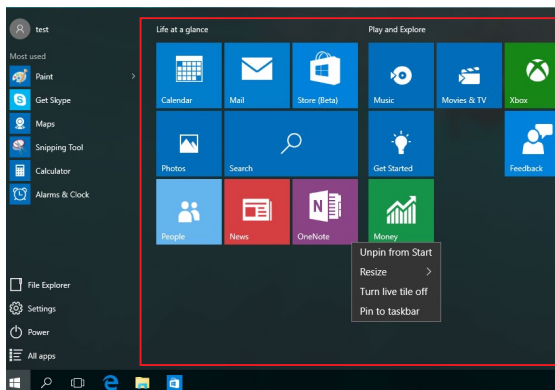 test
Most used
Paint
Get Skype
Maps
Snipping Tool
Calculator
Alarms & Clock
File Explorer
Settings
Power
All apps
Life at a glance
Play and Explore
Calendar
Mail
Store (Beta)
Music
Movies & TV
Xbox
Photos
Search
Get Started
Feedback
People
News
OneNote
Money
Unpin from Start
Resize
Turn live tile off
Pin to taskbar